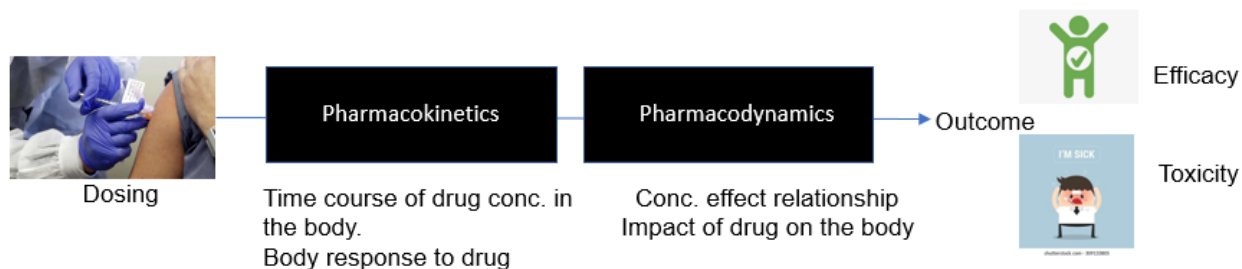 Dosing
Pharmacokinetics
Time course of drug conc. in
the body.
Body response to drug
Pharmacodynamics
Conc. effect relationship
Impact of drug on the body
Outcome
Efficacy
I'M SICK
Toxicity